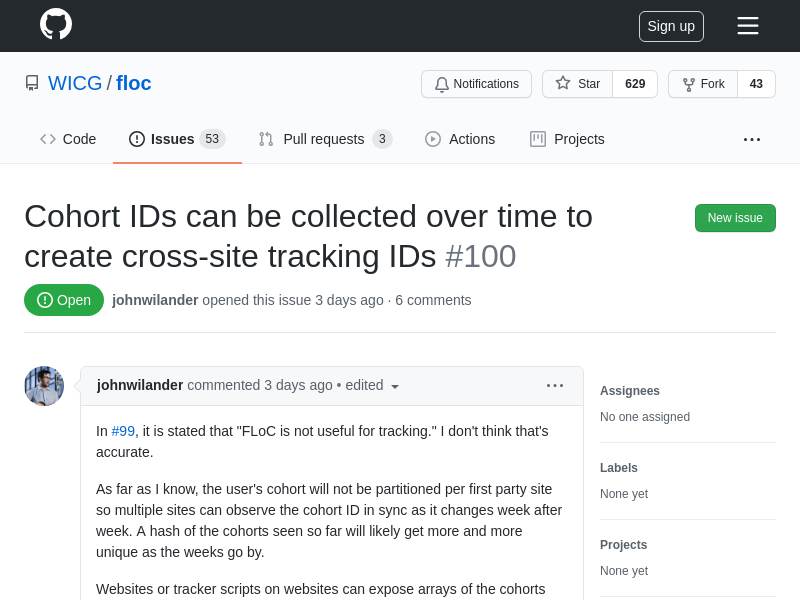 Sign up
WICG / floc
Notifications
Star 629
Fork 43
Code
Issues 53
Pull requests 3
Actions
Projects
Cohort IDs can be collected over time to
create cross-site tracking IDs #100
New issue
Open
johnwilander opened this issue 3 days ago · 6 comments
johnwilander commented 3 days ago • edited
In #99, it is stated that "FLoC is not useful for tracking." I don't think that's
accurate.
As far as I know, the user's cohort will not be partitioned per first party site
so multiple sites can observe the cohort ID in sync as it changes week after
week. A hash of the cohorts seen so far will likely get more and more
unique as the weeks go by.
Websites or tracker scripts on websites can expose arrays of the cohorts
Assignees
No one assigned
Labels
None yet
Projects
None yet